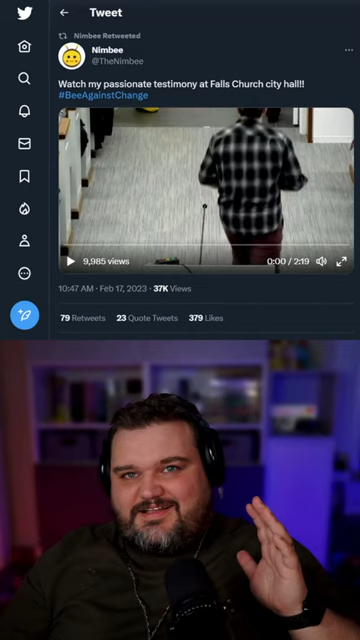 Tweet
Nimbee Retweeted
Nimbee
@TheNimbee
Watch my passionate testimony at Falls Church city hall!!
#BeeAgainstChange
9,985 views
0:00 / 2:19
10:47 AM · Feb 17, 2023 · 37K Views
79 Retweets 23 Quote Tweets 379 Likes